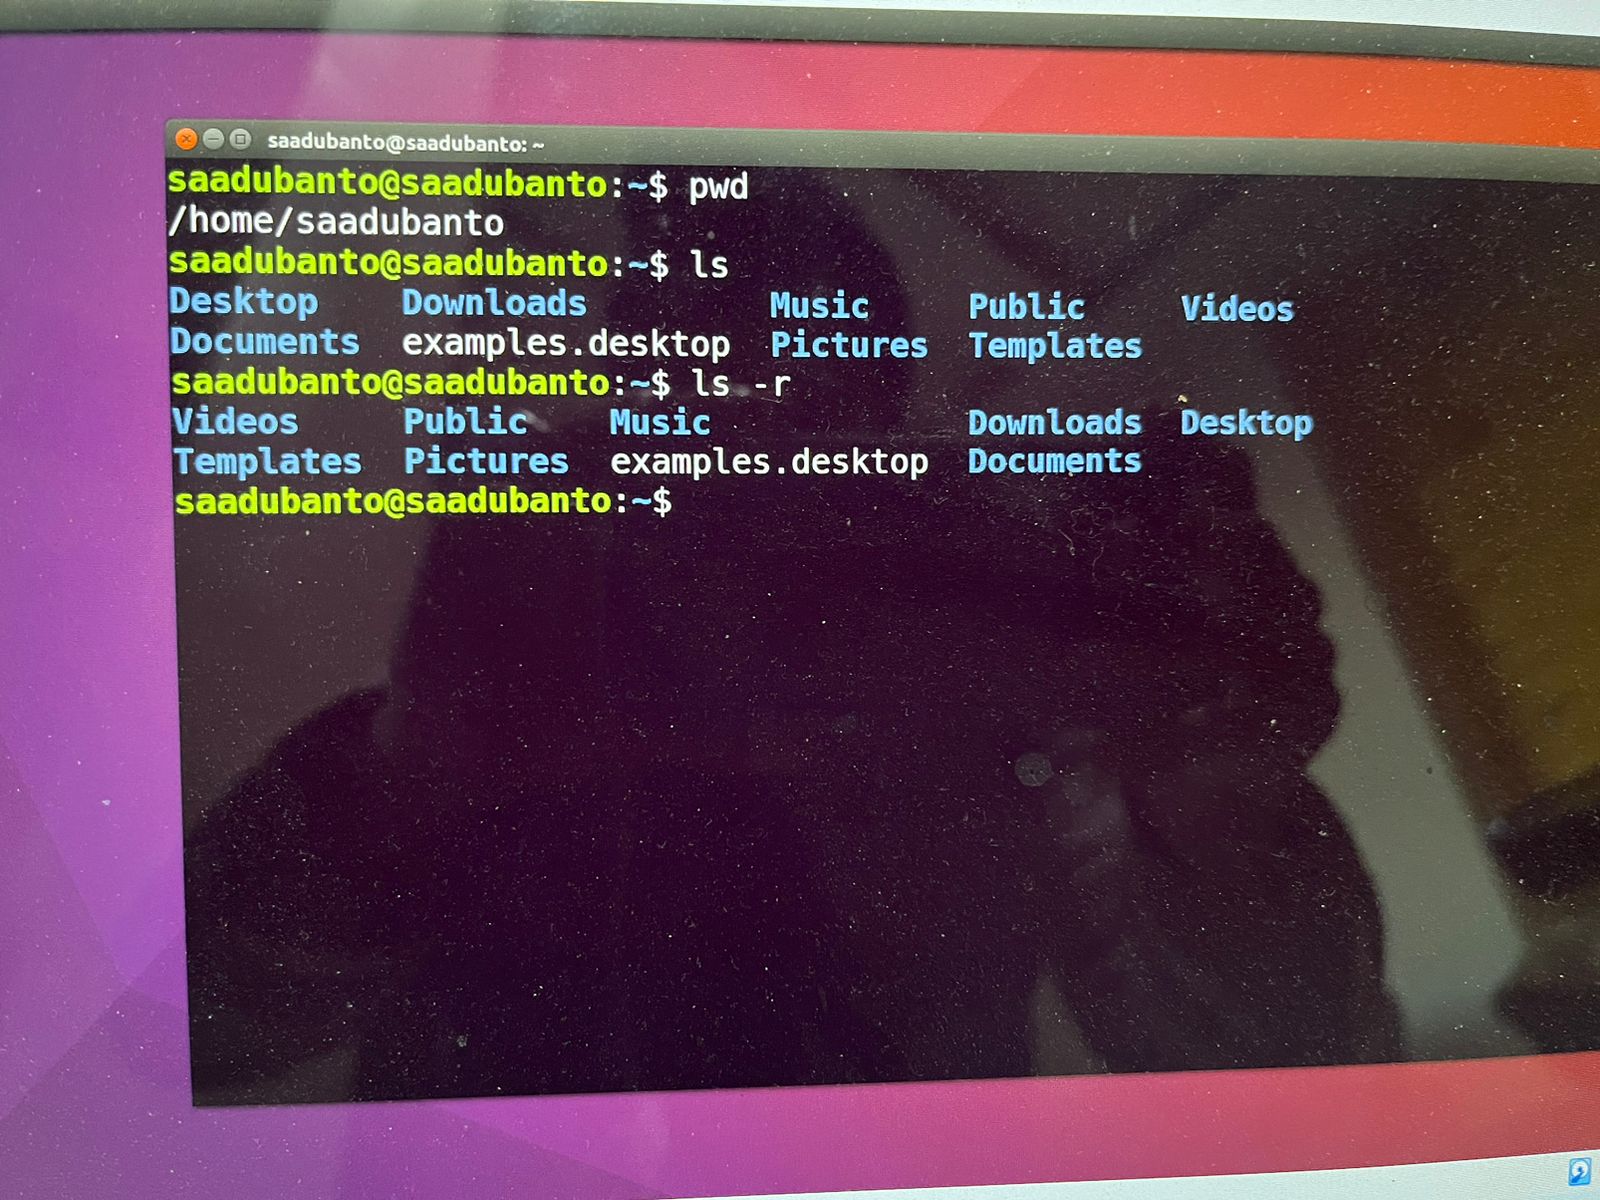 saadubanto@saadubanto: ~
saadubanto@saadubanto:~$ pwd
/home/saadubanto
saadubanto@saadubanto:~$ ls
Desktop Downloads Music Public Videos
Documents examples.desktop Pictures Templates
saadubanto@saadubanto:~$ ls -r
Videos Public Music Downloads Desktop
Templates Pictures examples.desktop Documents
saadubanto@saadubanto:~$